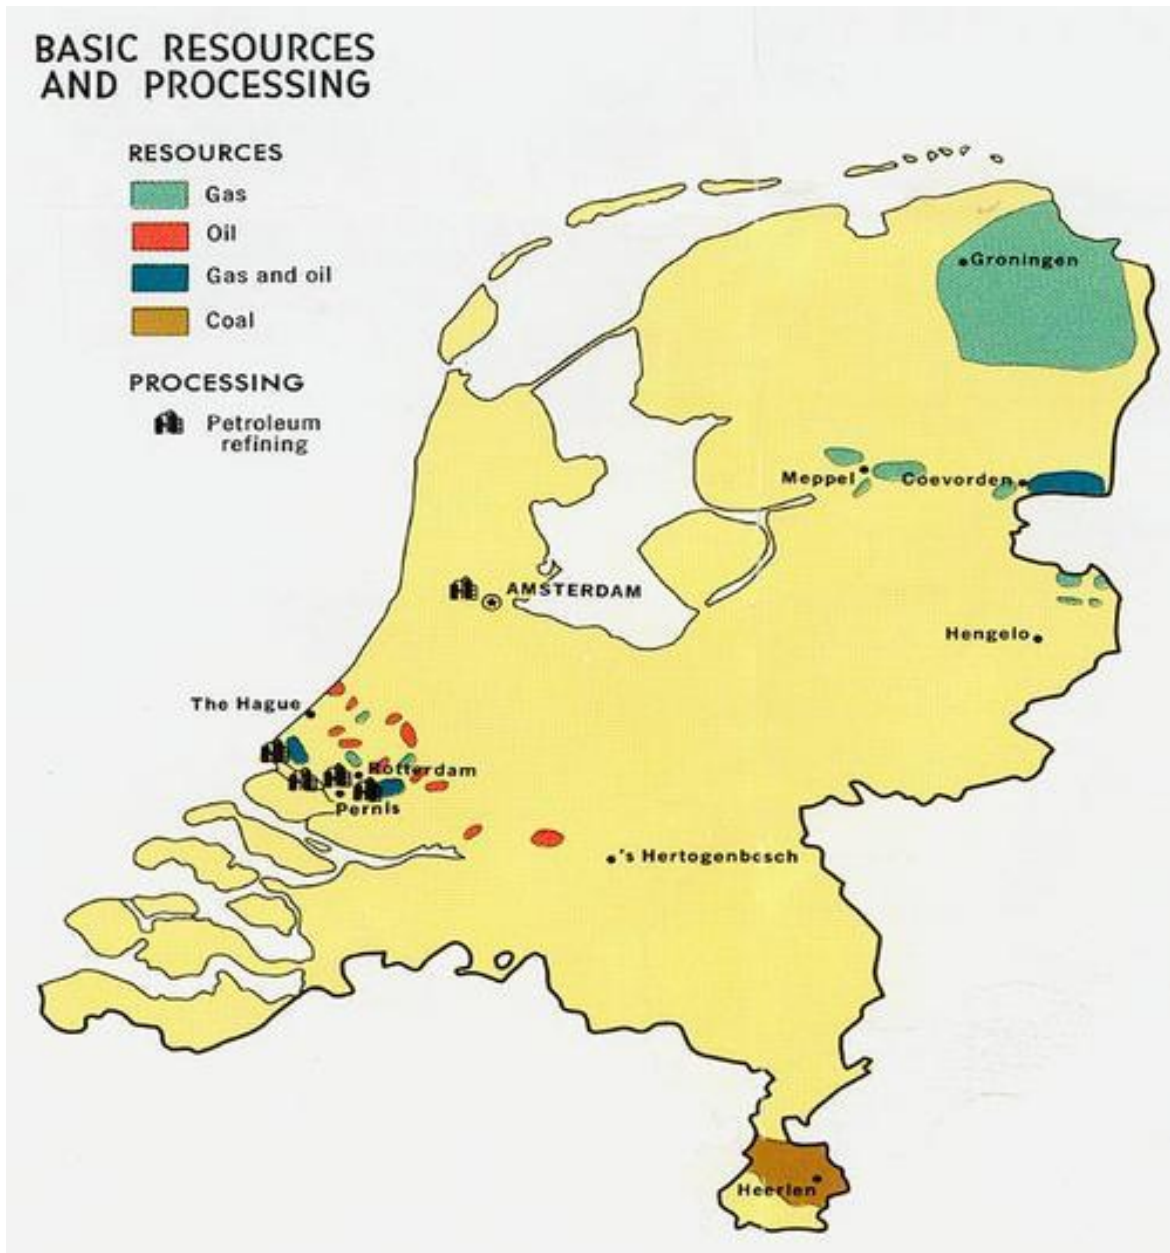 BASIC RESOURCES
AND PROCESSING
RESOURCES
Gas
Oil
Gas and oil
Coal
PROCESSING
Petroleum
refining
Groningen
Meppel
Coevorden
AMSTERDAM
Hengelo
The Hague
Rotterdam
Pernis
's Hertogenbosch
Heerlen